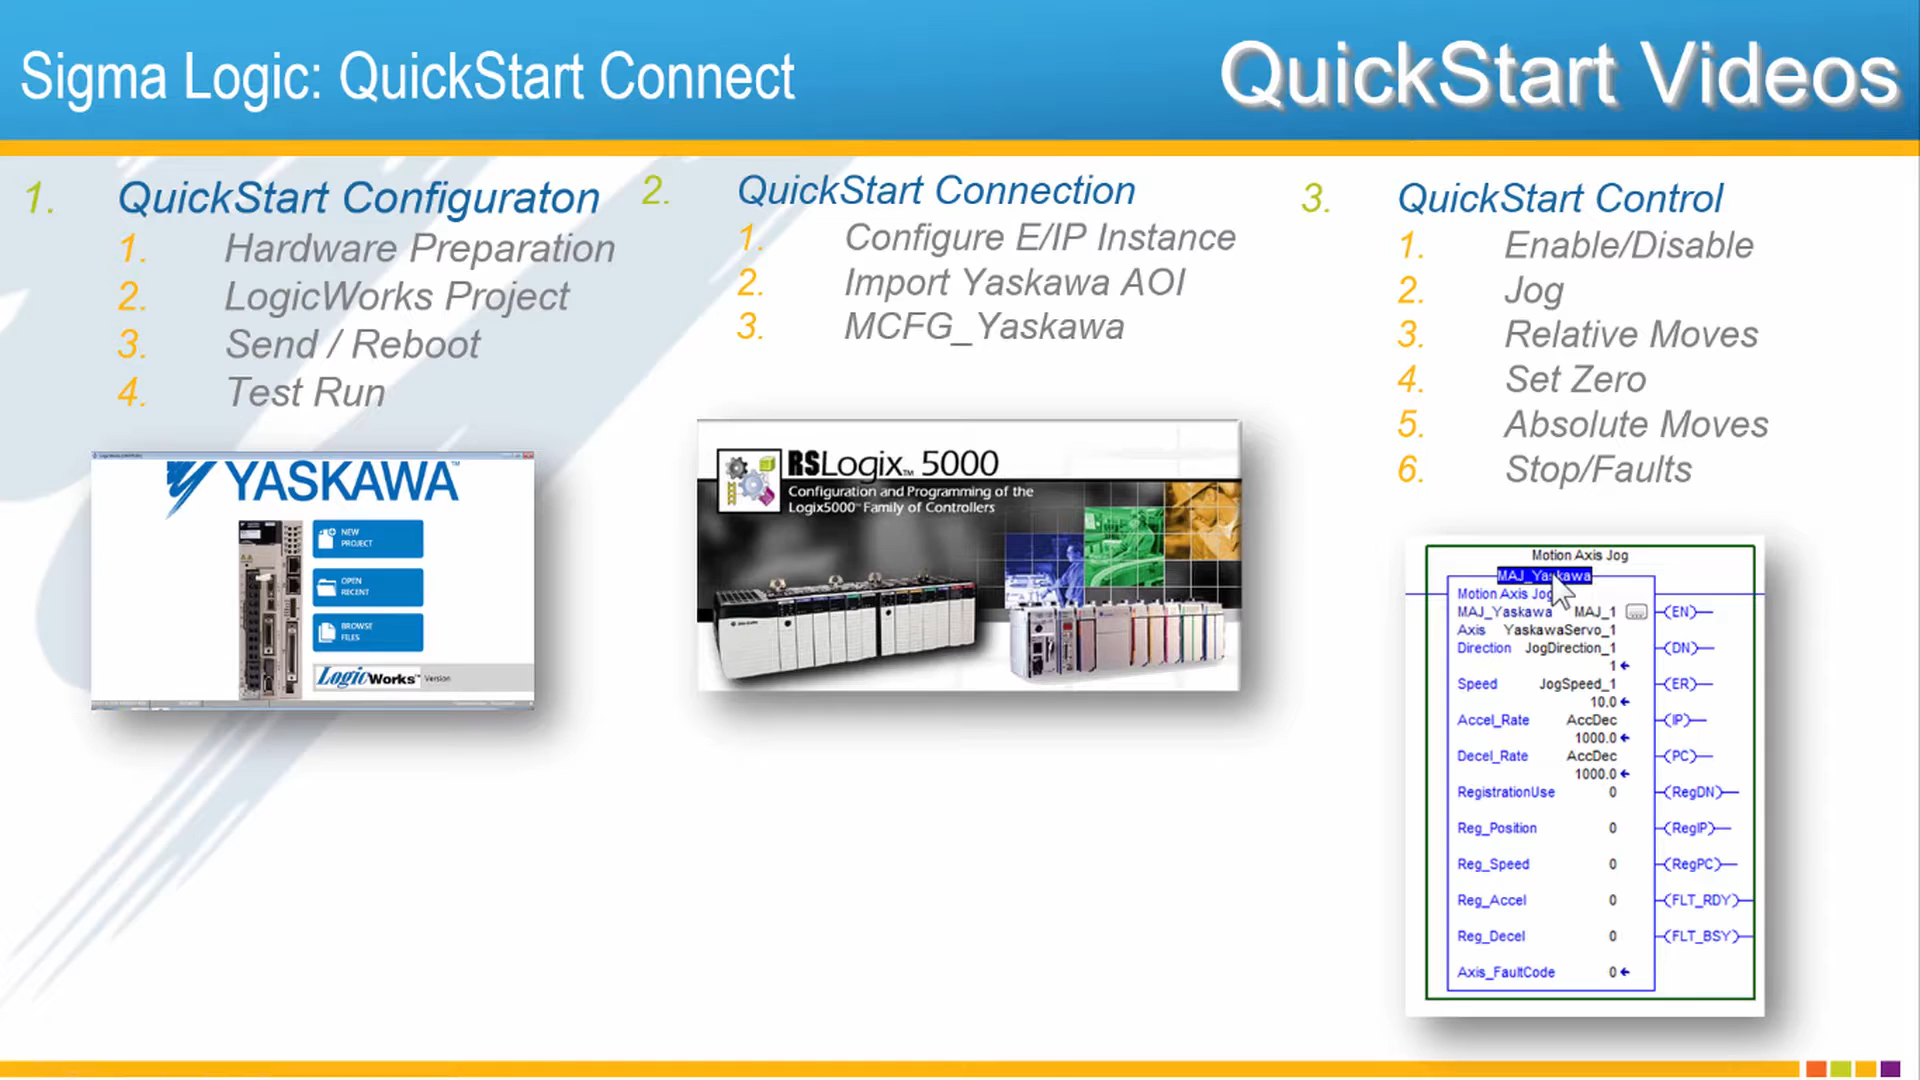 Sigma Logic: QuickStart Connect
QuickStart Videos
1. QuickStart Configuraton
1. Hardware Preparation
2. LogicWorks Project
3. Send / Reboot
4. Test Run
YASKAWA™
NEW
PROJECT
OPEN
RECENT
BROWSE
FILES
LogicWorks™ Version
2. QuickStart Connection
1. Configure E/IP Instance
2. Import Yaskawa AOI
3. MCFG_Yaskawa
RSLogix™ 5000
Configuration and Programming of the
Logix5000™ Family of Controllers
3. QuickStart Control
1. Enable/Disable
2. Jog
3. Relative Moves
4. Set Zero
5. Absolute Moves
6. Stop/Faults
Motion Axis Jog
MAJ_Yaskawa
Motion Axis Jog
MAJ_Yaskawa MAJ_1 ... (EN)
Axis YaskawaServo_1
Direction JogDirection_1 (DN)
1
Speed JogSpeed_1 (ER)
10.0
Accel_Rate AccDec (IP)
1000.0
Decel_Rate AccDec (PC)
1000.0
RegistrationUse 0 (RegDN)
Reg_Position 0 (RegIP)
Reg_Speed 0 (RegPC)
Reg_Accel 0 (FLT_RDY)
Reg_Decel 0 (FLT_BSY)
Axis_FaultCode 0